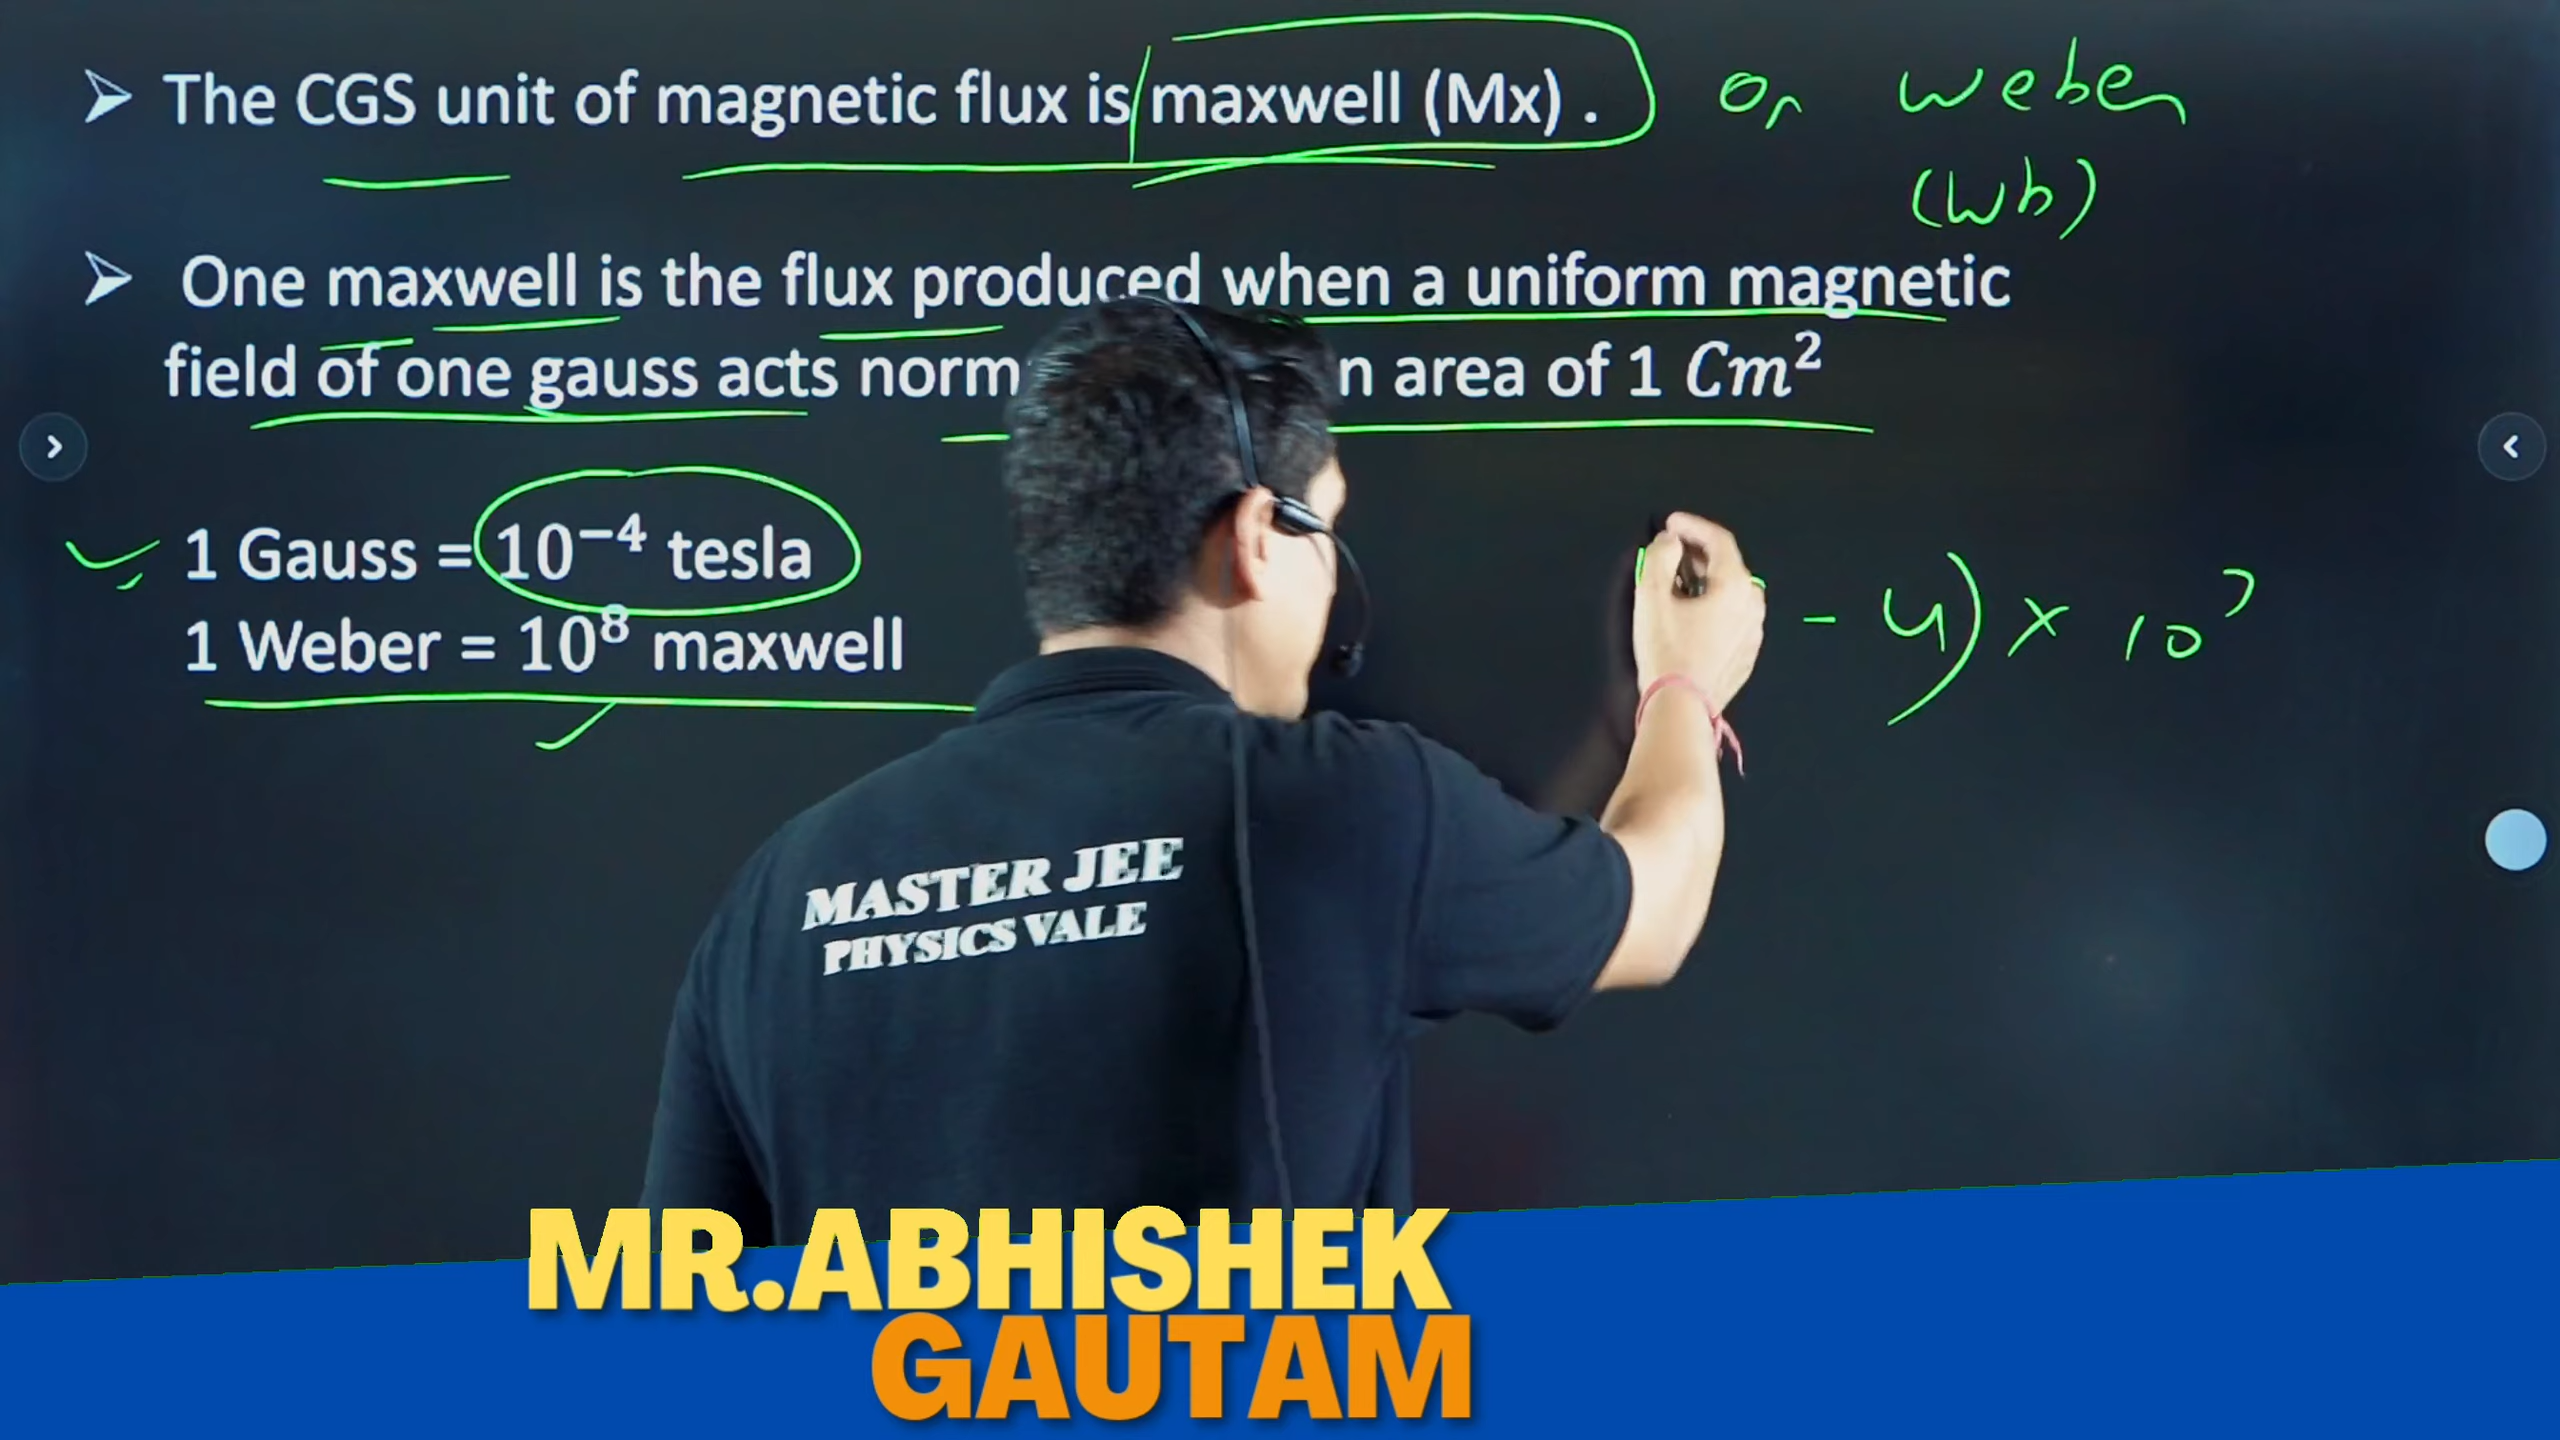 ➢ The CGS unit of magnetic flux is maxwell (Mx) . or weber
(Wb)
➢ One maxwell is the flux produced when a uniform magnetic
field of one gauss acts norm n area of 1 Cm²
1 Gauss = 10⁻⁴ tesla
- 4) × 10
1 Weber = 10⁸ maxwell
MASTER JEE
PHYSICS VALE
MR.ABHISHEK
GAUTAM